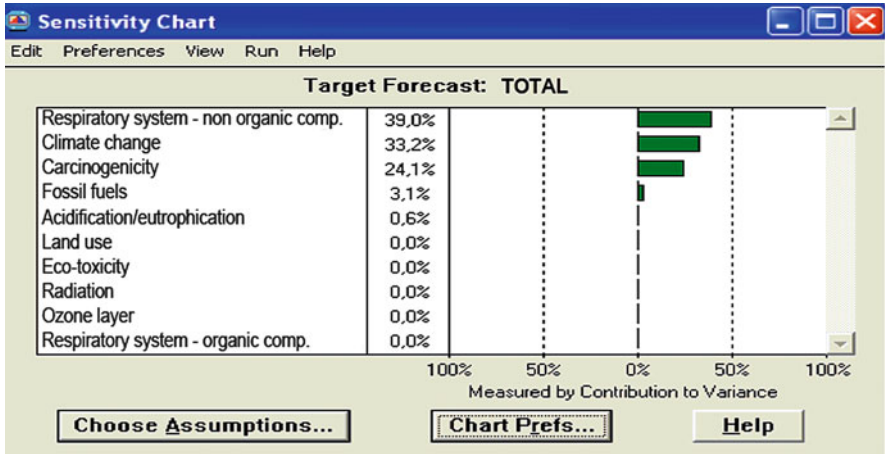 Sensitivity Chart
Edit Preferences View Run Help
Target Forecast: TOTAL
Respiratory system - non organic comp. 39,0%
Climate change 33,2%
Carcinogenicity 24,1%
Fossil fuels 3,1%
Acidification/eutrophication 0,6%
Land use 0,0%
Eco-toxicity 0,0%
Radiation 0,0%
Ozone layer 0,0%
Respiratory system - organic comp. 0,0%
100% 50% 0% 50% 100%
Measured by Contribution to Variance
Choose Assumptions... Chart Prefs... Help